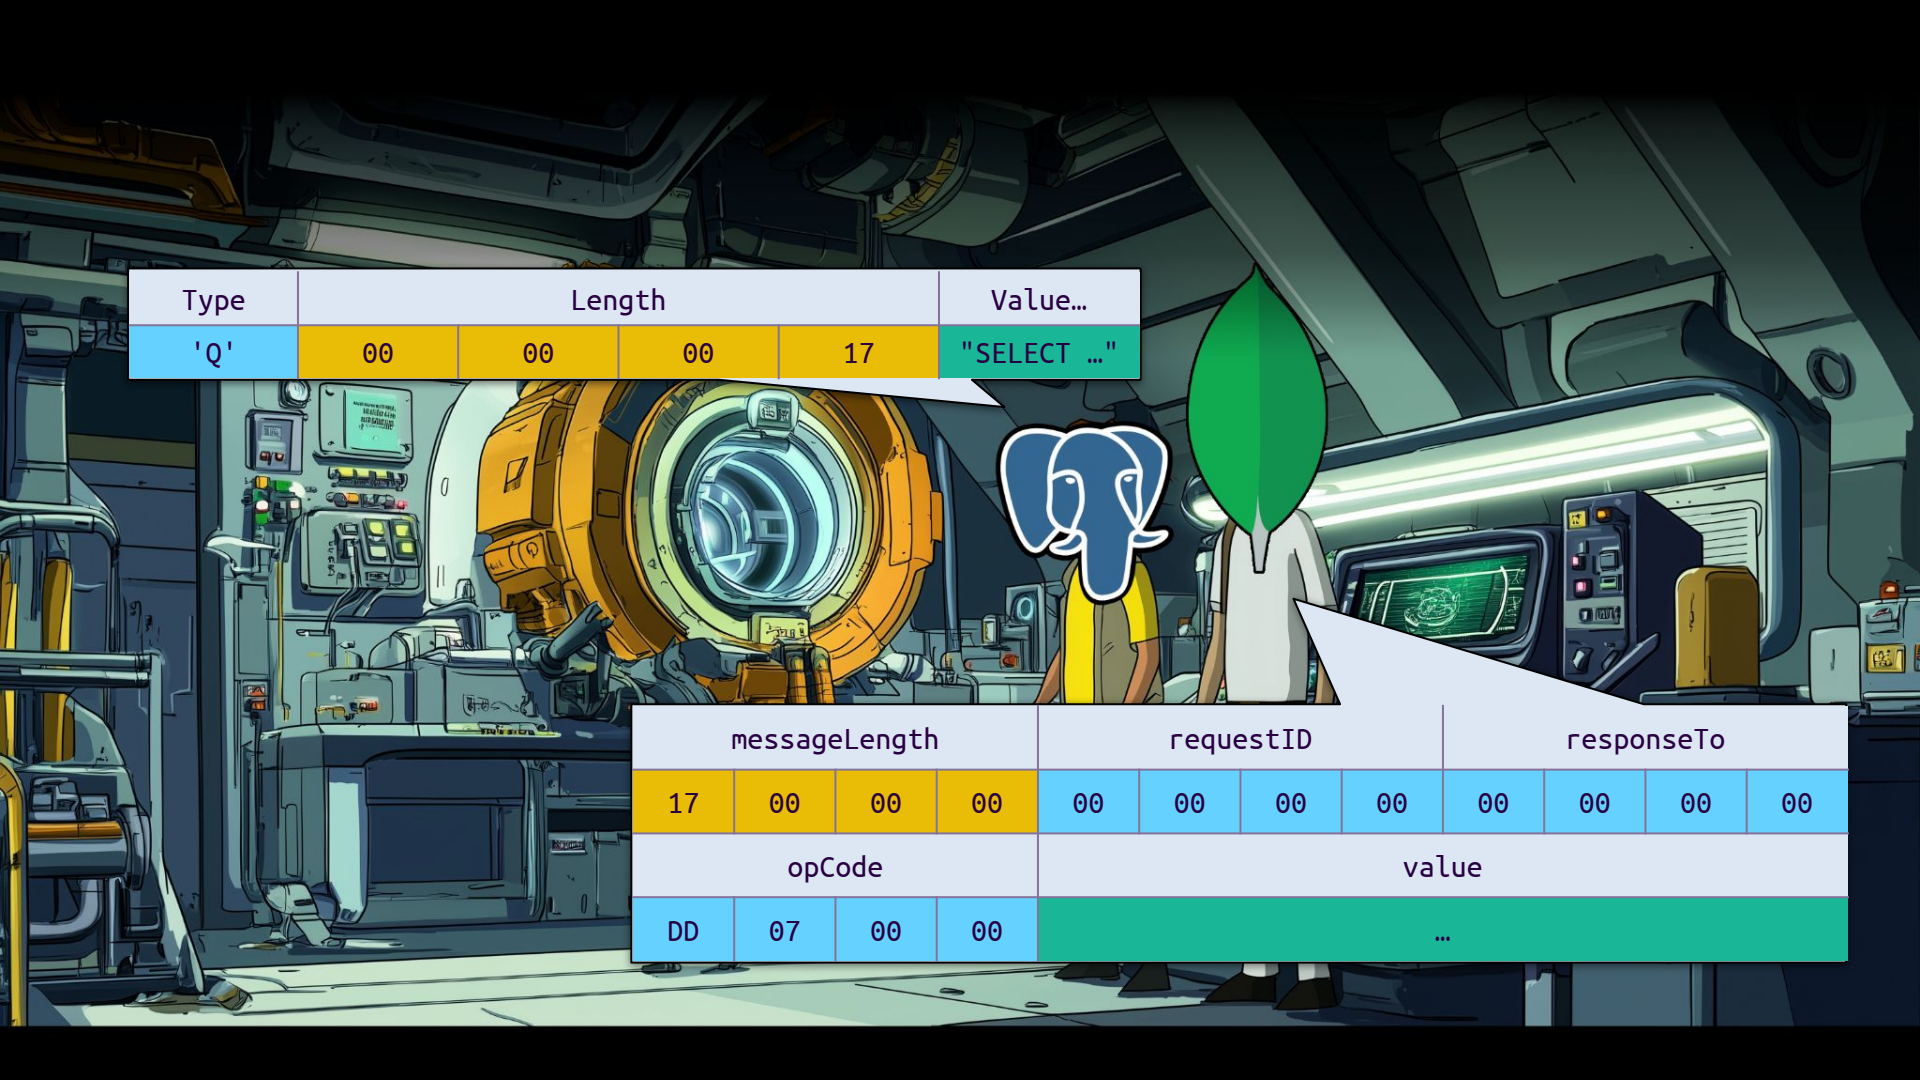 Type Length Value…
'Q' 00 00 00 17 "SELECT …"
messageLength requestID responseTo
17 00 00 00 00 00 00 00 00 00 00 00
opCode value
DD 07 00 00 …